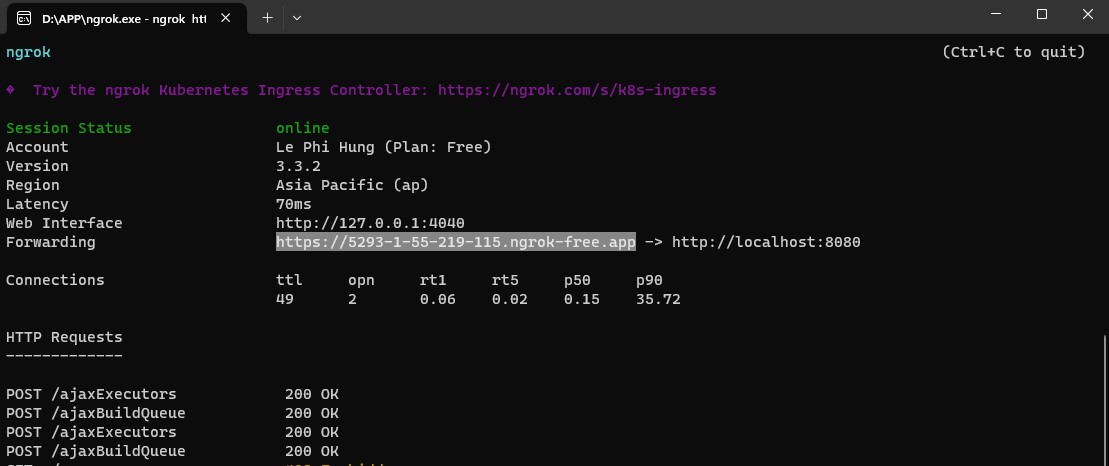 D:\APP\ngrok.exe - ngrok htt
ngrok (Ctrl+C to quit)
� Try the ngrok Kubernetes Ingress Controller: https://ngrok.com/s/k8s-ingress
Session Status online
Account Le Phi Hung (Plan: Free)
Version 3.3.2
Region Asia Pacific (ap)
Latency 70ms
Web Interface http://127.0.0.1:4040
Forwarding https://5293-1-55-219-115.ngrok-free.app -> http://localhost:8080
Connections ttl opn rt1 rt5 p50 p90
49 2 0.06 0.02 0.15 35.72
HTTP Requests
-------------
POST /ajaxExecutors 200 OK
POST /ajaxBuildQueue 200 OK
POST /ajaxExecutors 200 OK
POST /ajaxBuildQueue 200 OK